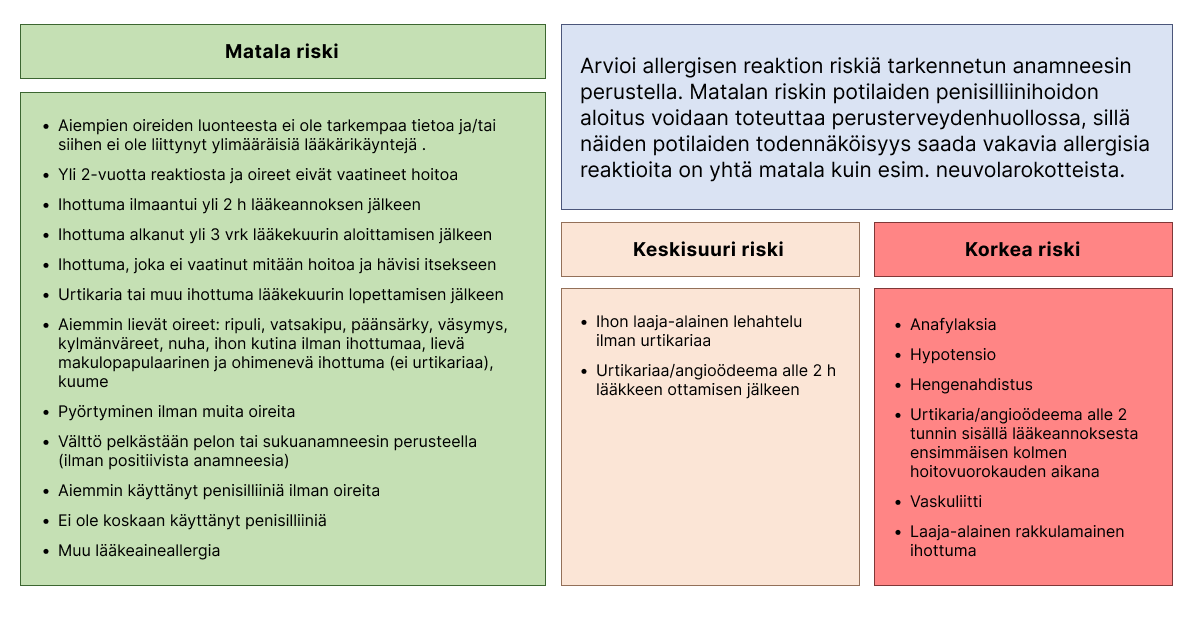 Matala riski
• Aiempien oireiden luonteesta ei ole tarkempaa tietoa ja/tai
siihen ei ole liittynyt ylimääräisiä lääkärikäyntejä .
• Yli 2-vuotta reaktiosta ja oireet eivät vaatineet hoitoa
• Ihottuma ilmaantui yli 2 h lääkeannoksen jälkeen
• Ihottuma alkanut yli 3 vrk lääkekuurin aloittamisen jälkeen
• Ihottuma, joka ei vaatinut mitään hoitoa ja hävisi itsekseen
• Urtikaria tai muu ihottuma lääkekuurin lopettamisen jälkeen
• Aiemmin lievät oireet: ripuli, vatsakipu, päänsärky, väsymys,
kylmänväreet, nuha, ihon kutina ilman ihottumaa, lievä
makulopapulaarinen ja ohimenevä ihottuma (ei urtikariaa),
kuume
• Pyörtyminen ilman muita oireita
• Välttö pelkästään pelon tai sukuanamneesin perusteella
(ilman positiivista anamneesia)
• Aiemmin käyttänyt penisilliiniä ilman oireita
• Ei ole koskaan käyttänyt penisilliiniä
• Muu lääkeaineallergia
Arvioi allergisen reaktion riskiä tarkennetun anamneesin
perustella. Matalan riskin potilaiden penisilliinihoidon
aloitus voidaan toteuttaa perusterveydenhuollossa, sillä
näiden potilaiden todennäköisyys saada vakavia allergisia
reaktioita on yhtä matala kuin esim. neuvolarokotteista.
Keskisuuri riski
• Ihon laaja-alainen lehahtelu
ilman urtikariaa
• Urtikariaa/angioödeema alle 2 h
lääkkeen ottamisen jälkeen
Korkea riski
• Anafylaksia
• Hypotensio
• Hengenahdistus
• Urtikaria/angioödeema alle 2
tunnin sisällä lääkeannoksesta
ensimmäisen kolmen
hoitovuorokauden aikana
• Vaskuliitti
• Laaja-alainen rakkulamainen
ihottuma